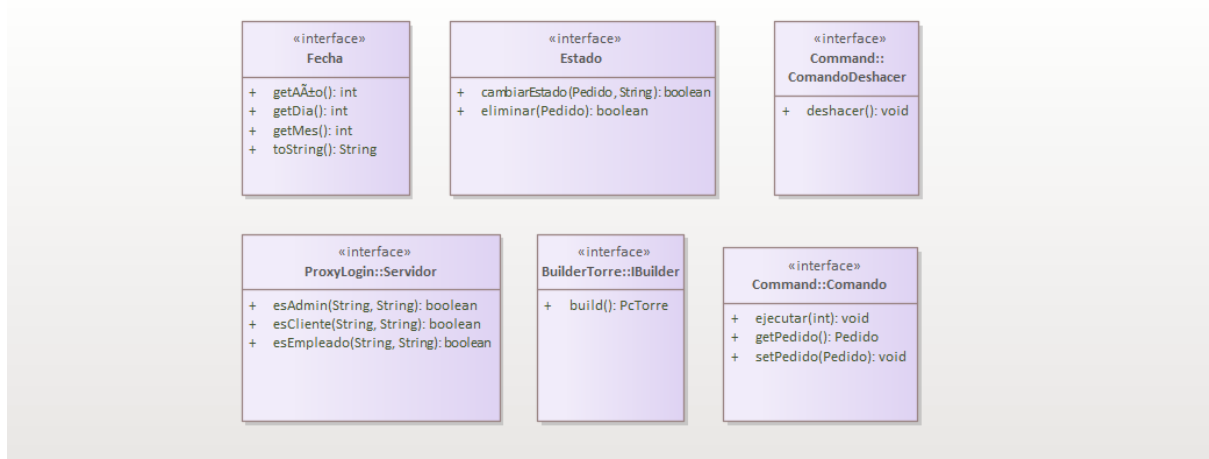 «interface»
Fecha
+ getAÃ±o(): int
+ getDia(): int
+ getMes(): int
+ toString(): String
«interface»
Estado
+ cambiarEstado(Pedido, String): boolean
+ eliminar(Pedido): boolean
«interface»
Command::
ComandoDeshacer
+ deshacer(): void
«interface»
ProxyLogin::Servidor
+ esAdmin(String, String): boolean
+ esCliente(String, String): boolean
+ esEmpleado(String, String): boolean
«interface»
BuilderTorre::IBuilder
+ build(): PcTorre
«interface»
Command::Comando
+ ejecutar(int): void
+ getPedido(): Pedido
+ setPedido(Pedido): void